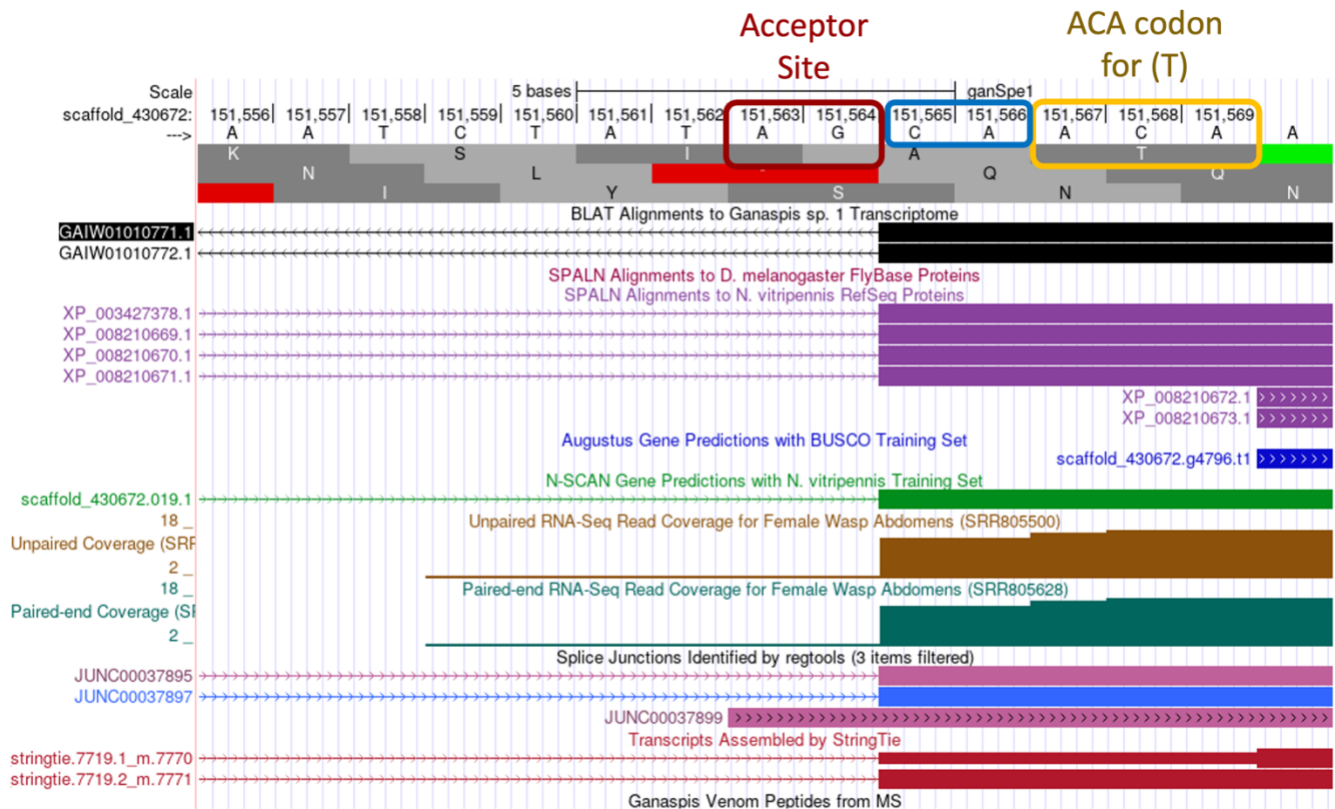 Acceptor
Site
ACA codon
for (T)
Scale 5 bases ganSpe1
scaffold_430672: 151,556 151,557 151,558 151,559 151,560 151,561 151,562 151,563 151,564 151,565 151,566 151,567 151,568 151,569
---> A A T C T A T A G C A A C A A
K S I A T
N L Q Q
I Y S N N
BLAT Alignments to Ganaspis sp. 1 Transcriptome
GAIW01010771.1
GAIW01010772.1
SPALN Alignments to D. melanogaster FlyBase Proteins
SPALN Alignments to N. vitripennis RefSeq Proteins
XP_003427378.1
XP_008210669.1
XP_008210670.1
XP_008210671.1
XP_008210672.1
XP_008210673.1
Augustus Gene Predictions with BUSCO Training Set
scaffold_430672.g4796.t1
N-SCAN Gene Predictions with N. vitripennis Training Set
scaffold_430672.019.1
18 _ Unpaired RNA-Seq Read Coverage for Female Wasp Abdomens (SRR805500)
Unpaired Coverage (SRR
2 _
18 _ Paired-end RNA-Seq Read Coverage for Female Wasp Abdomens (SRR805628)
Paired-end Coverage (SR
2 _
Splice Junctions Identified by regtools (3 items filtered)
JUNC00037895
JUNC00037897
JUNC00037899
Transcripts Assembled by StringTie
stringtie.7719.1_m.7770
stringtie.7719.2_m.7771
Ganaspis Venom Peptides from MS